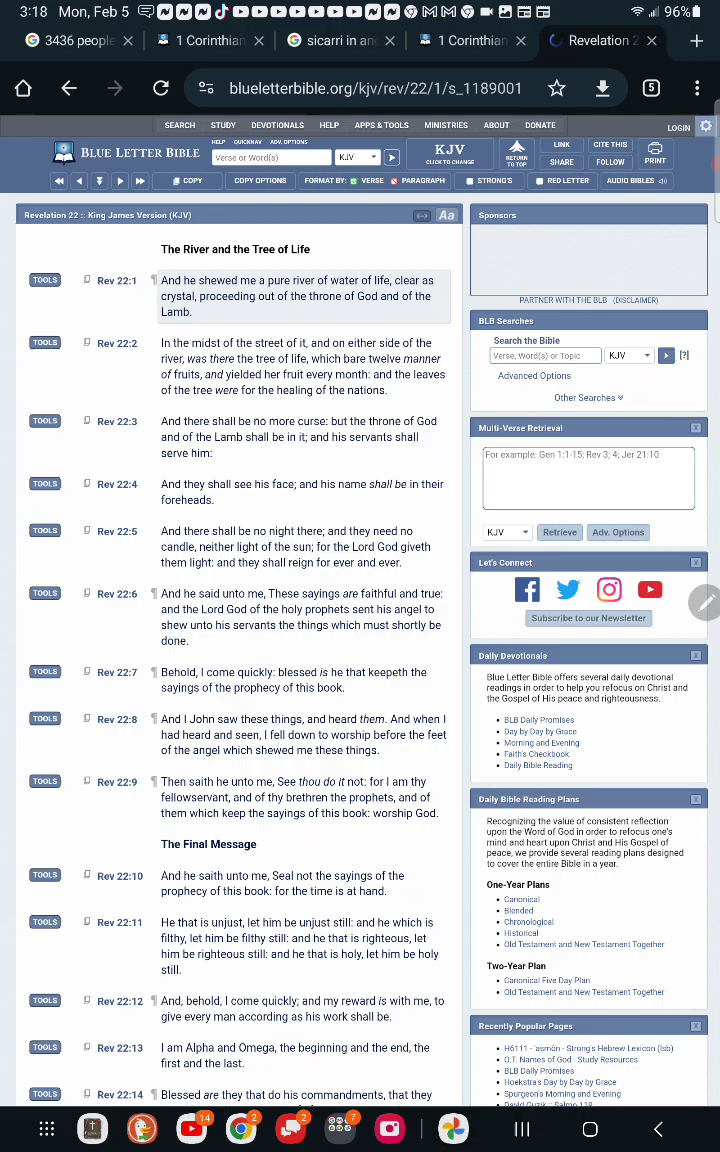 3:18 Mon, Feb 5 96%
3436 people 1 Corinthian sicarri in an 1 Corinthian Revelation 2
blueletterbible.org/kjv/rev/22/1/s_1189001 5
SEARCH STUDY DEVOTIONALS HELP APPS & TOOLS MINISTRIES ABOUT DONATE LOGIN
BLUE LETTER BIBLE
HELP QUICKNAV ADV. OPTIONS
Verse or Word(s) KJV
KJV
CLICK TO CHANGE
RETURN
TO TOP
LINK CITE THIS
SHARE FOLLOW
PRINT
COPY COPY OPTIONS FORMAT BY: VERSE PARAGRAPH STRONG'S RED LETTER AUDIO BIBLES
Revelation 22 :: King James Version (KJV) Aa
The River and the Tree of Life
TOOLS Rev 22:1 ¶ And he shewed me a pure river of water of life, clear as
crystal, proceeding out of the throne of God and of the
Lamb.
TOOLS Rev 22:2 In the midst of the street of it, and on either side of the
river, was there the tree of life, which bare twelve manner
of fruits, and yielded her fruit every month: and the leaves
of the tree were for the healing of the nations.
TOOLS Rev 22:3 And there shall be no more curse: but the throne of God
and of the Lamb shall be in it; and his servants shall
serve him:
TOOLS Rev 22:4 And they shall see his face; and his name shall be in their
foreheads.
TOOLS Rev 22:5 And there shall be no night there; and they need no
candle, neither light of the sun; for the Lord God giveth
them light: and they shall reign for ever and ever.
TOOLS Rev 22:6 And he said unto me, These sayings are faithful and true:
and the Lord God of the holy prophets sent his angel to
shew unto his servants the things which must shortly be
done.
TOOLS Rev 22:7 ¶ Behold, I come quickly: blessed is he that keepeth the
sayings of the prophecy of this book.
TOOLS Rev 22:8 ¶ And I John saw these things, and heard them. And when I
had heard and seen, I fell down to worship before the feet
of the angel which shewed me these things.
TOOLS Rev 22:9 ¶ Then saith he unto me, See thou do it not: for I am thy
fellowservant, and of thy brethren the prophets, and of
them which keep the sayings of this book: worship God.
The Final Message
TOOLS Rev 22:10 And he saith unto me, Seal not the sayings of the
prophecy of this book: for the time is at hand.
TOOLS Rev 22:11 He that is unjust, let him be unjust still: and he which is
filthy, let him be filthy still: and he that is righteous, let
him be righteous still: and he that is holy, let him be holy
still.
TOOLS Rev 22:12 ¶ And, behold, I come quickly; and my reward is with me, to
give every man according as his work shall be.
TOOLS Rev 22:13 I am Alpha and Omega, the beginning and the end, the
first and the last.
TOOLS Rev 22:14 ¶ Blessed are they that do his commandments, that they
Sponsors
PARTNER WITH THE BLB (DISCLAIMER)
BLB Searches
Search the Bible
Verse, Word(s) or Topic KJV [?]
Advanced Options
Other Searches
Multi-Verse Retrieval X
For example: Gen 1:1-15; Rev 3; 4; Jer 21:10
KJV Retrieve Adv. Options
Let's Connect
Subscribe to our Newsletter
Daily Devotionals X
Blue Letter Bible offers several daily devotional
readings in order to help you refocus on Christ and
the Gospel of His peace and righteousness.
BLB Daily Promises
Day by Day by Grace
Morning and Evening
Faith's Checkbook
Daily Bible Reading
Daily Bible Reading Plans X
Recognizing the value of consistent reflection
upon the Word of God in order to refocus one's
mind and heart upon Christ and His Gospel of
peace, we provide several reading plans designed
to cover the entire Bible in a year.
One-Year Plans
Canonical
Blended
Chronological
Historical
Old Testament and New Testament Together
Two-Year Plan
Canonical Five Day Plan
Old Testament and New Testament Together
Recently Popular Pages X
H6111 - 'aṣmôn - Strong's Hebrew Lexicon (lsb)
O.T. Names of God - Study Resources
BLB Daily Promises
Hoekstra's Day by Day by Grace
Spurgeon's Morning and Evening
David Guzik :: Salmo 119
14 2 2 7